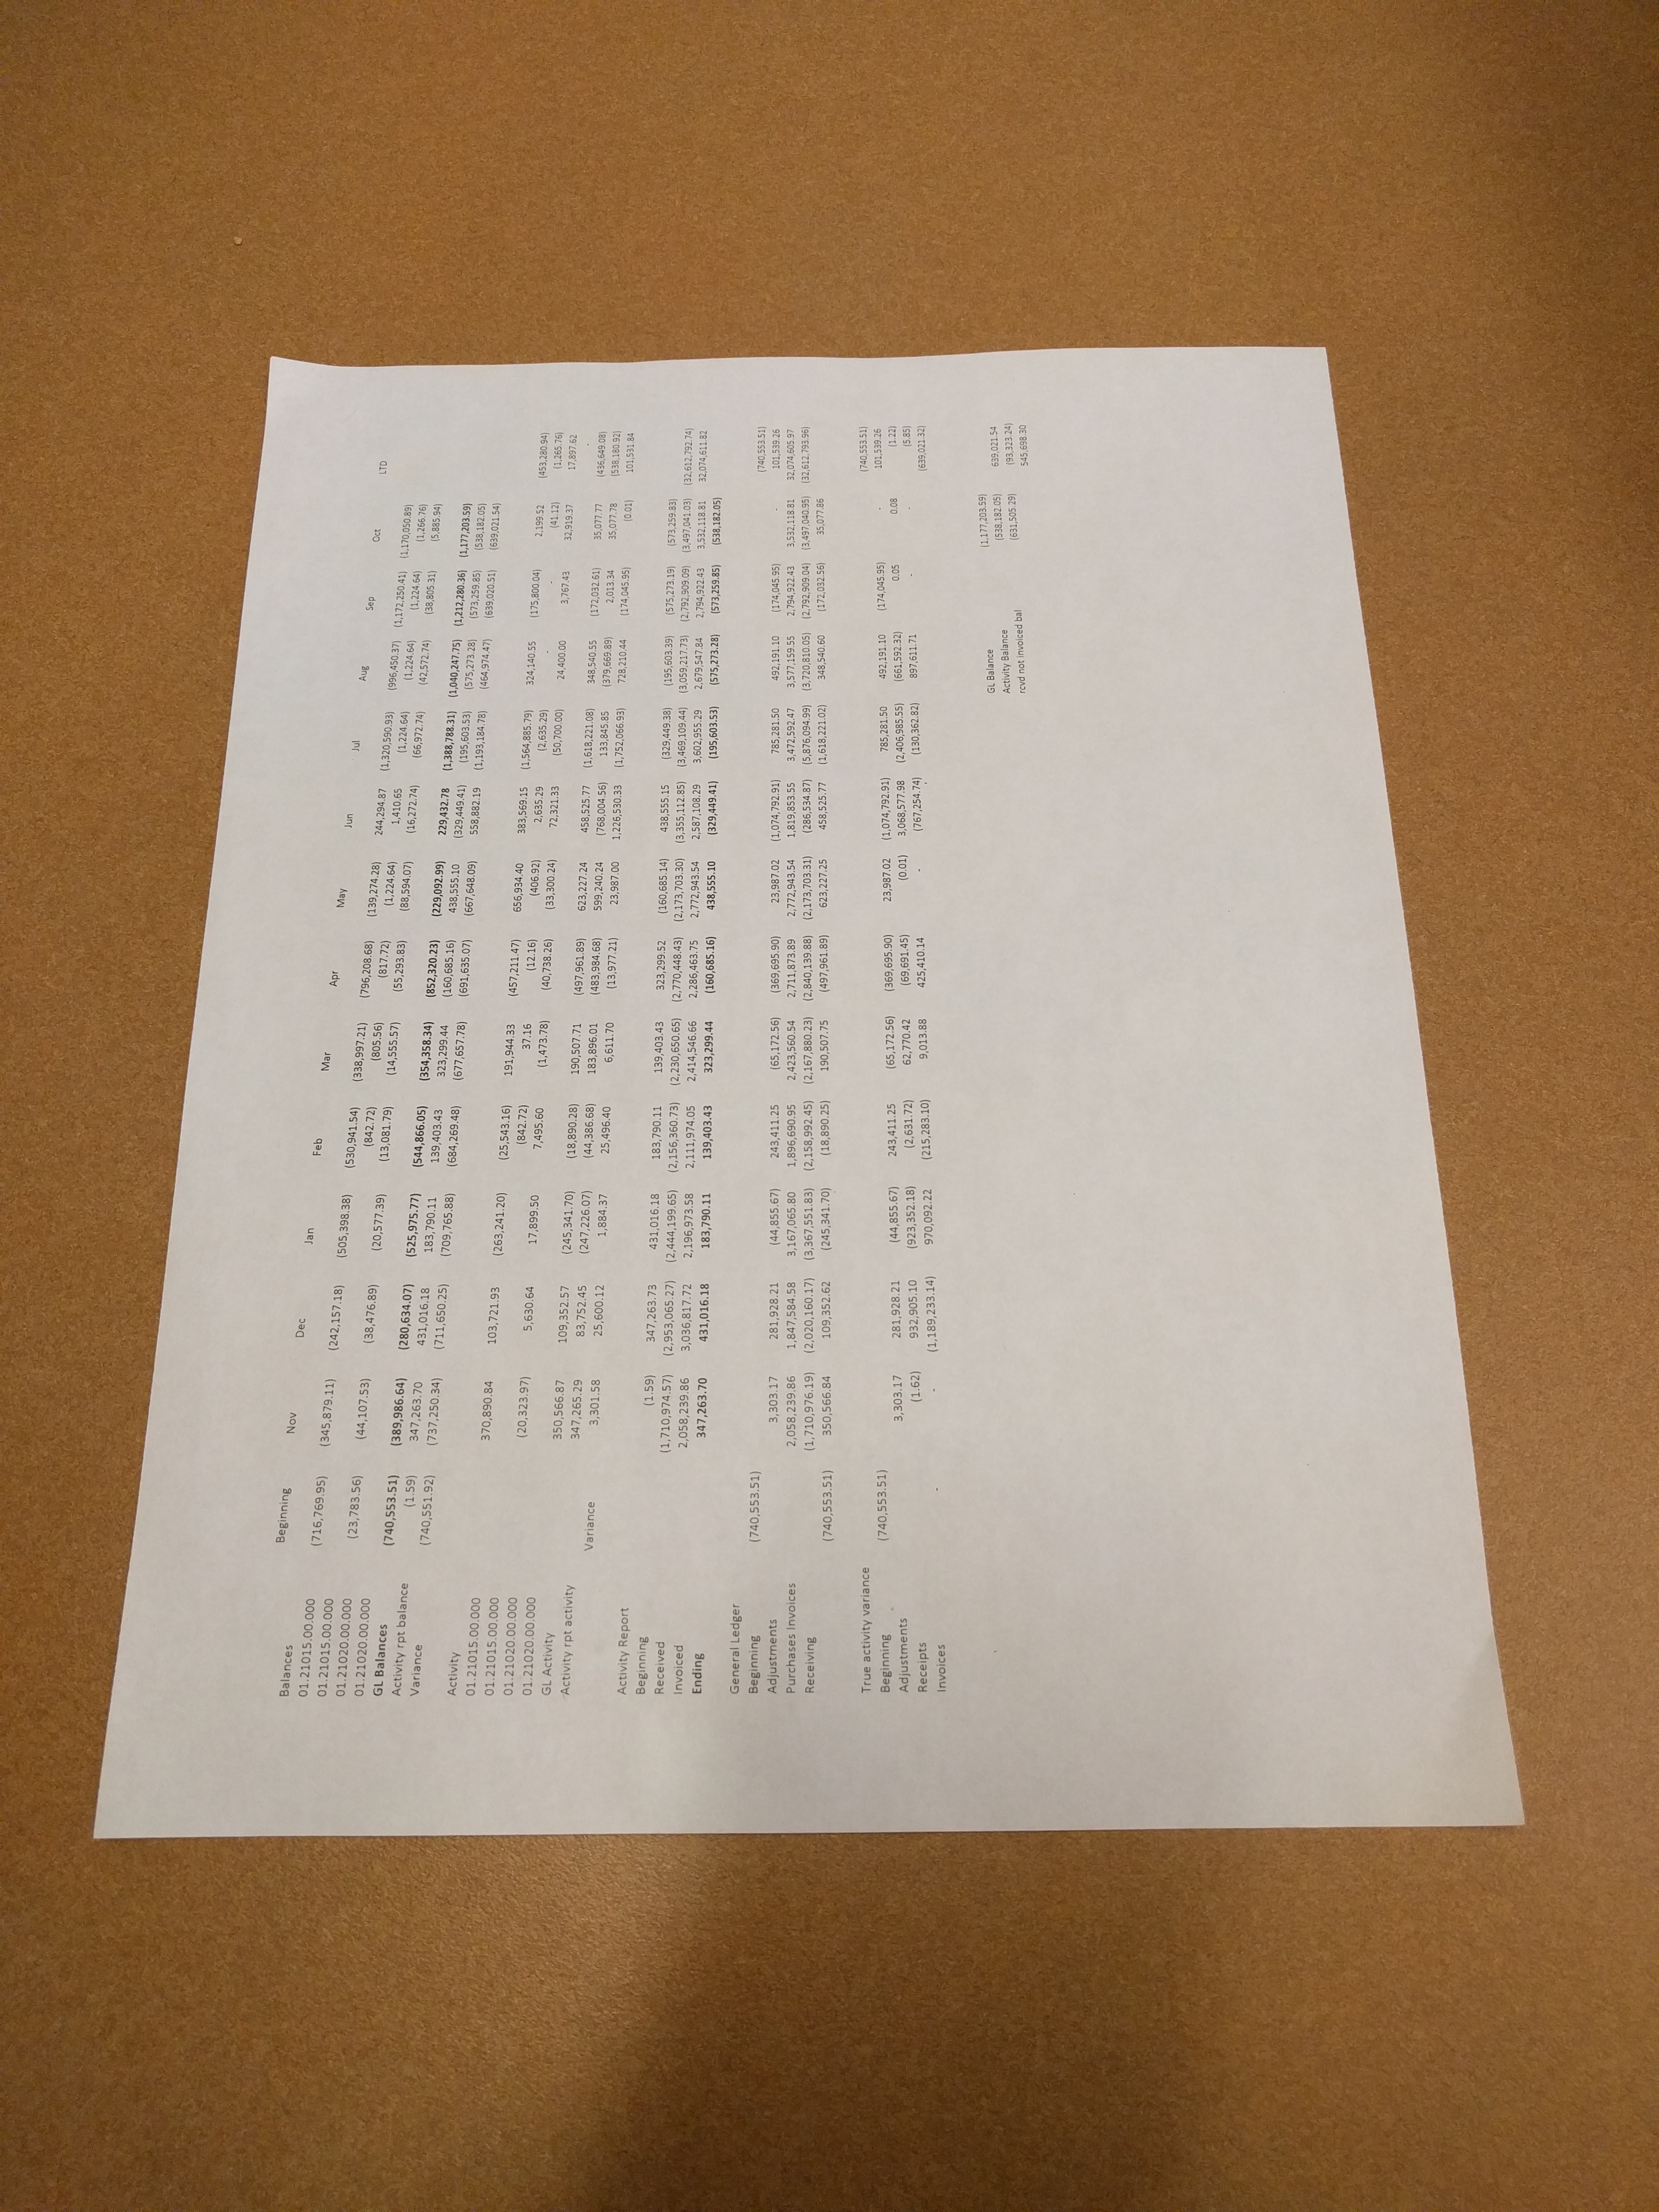 Balances Beginning Nov Dec Jan Feb Mar Apr May Jun Jul Aug Sep Oct LTD
01.21015.00.000 (716,769.95) (345,879.11) (242,157.18) (505,398.38) (530,941.54) (338,997.21) (796,208.68) (139,274.28) 244,294.87 (1,320,590.93) (996,450.37) (1,172,250.41) (1,170,050.89)
01.21015.00.000 (842.72) (805.56) (817.72) (1,224.64) 1,410.65 (1,224.64) (1,224.64) (1,224.64) (1,266.76)
01.21020.00.000 (23,783.56) (44,107.53) (38,476.89) (20,577.39) (13,081.79) (14,555.57) (55,293.83) (88,594.07) (16,272.74) (66,972.74) (42,572.74) (38,805.31) (5,885.94)
01.21020.00.000
GL Balances (740,553.51) (389,986.64) (280,634.07) (525,975.77) (544,866.05) (354,358.34) (852,320.23) (229,092.99) 229,432.78 (1,388,788.31) (1,040,247.75) (1,212,280.36) (1,177,203.59)
Activity rpt balance (1.59) 347,263.70 431,016.18 183,790.11 139,403.43 323,299.44 (160,685.16) 438,555.10 (329,449.41) (195,603.53) (575,273.28) (573,259.85) (538,182.05)
Variance (740,551.92) (737,250.34) (711,650.25) (709,765.88) (684,269.48) (677,657.78) (691,635.07) (667,648.09) 558,882.19 (1,193,184.78) (464,974.47) (639,020.51) (639,021.54)
Activity
01.21015.00.000 370,890.84 103,721.93 (263,241.20) (25,543.16) 191,944.33 (457,211.47) 656,934.40 383,569.15 (1,564,885.79) 324,140.55 (175,800.04) 2,199.52 (453,280.94)
01.21015.00.000 (842.72) 37.16 (12.16) (406.92) 2,635.29 (2,635.29) - - (41.12) (1,265.76)
01.21020.00.000 (20,323.97) 5,630.64 17,899.50 7,495.60 (1,473.78) (40,738.26) (33,300.24) 72,321.33 (50,700.00) 24,400.00 3,767.43 32,919.37 17,897.62
01.21020.00.000 -
GL Activity 350,566.87 109,352.57 (245,341.70) (18,890.28) 190,507.71 (497,961.89) 623,227.24 458,525.77 (1,618,221.08) 348,540.55 (172,032.61) 35,077.77 (436,649.08)
Activity rpt activity 347,265.29 83,752.45 (247,226.07) (44,386.68) 183,896.01 (483,984.68) 599,240.24 (768,004.56) 133,845.85 (379,669.89) 2,013.34 35,077.78 (538,180.92)
Variance 3,301.58 25,600.12 1,884.37 25,496.40 6,611.70 (13,977.21) 23,987.00 1,226,530.33 (1,752,066.93) 728,210.44 (174,045.95) (0.01) 101,531.84
Activity Report
Beginning (1.59) 347,263.73 431,016.18 183,790.11 139,403.43 323,299.52 (160,685.14) 438,555.15 (329,449.38) (195,603.39) (575,273.19) (573,259.83)
Received (1,710,974.57) (2,953,065.27) (2,444,199.65) (2,156,360.73) (2,230,650.65) (2,770,448.43) (2,173,703.30) (3,355,112.85) (3,469,109.44) (3,059,217.73) (2,792,909.09) (3,497,041.03) (32,612,792.74)
Invoiced 2,058,239.86 3,036,817.72 2,196,973.58 2,111,974.05 2,414,546.66 2,286,463.75 2,772,943.54 2,587,108.29 3,602,955.29 2,679,547.84 2,794,922.43 3,532,118.81 32,074,611.82
Ending 347,263.70 431,016.18 183,790.11 139,403.43 323,299.44 (160,685.16) 438,555.10 (329,449.41) (195,603.53) (575,273.28) (573,259.85) (538,182.05)
General Ledger
Beginning (740,553.51) (740,553.51)
Adjustments 3,303.17 281,928.21 (44,855.67) 243,411.25 (65,172.56) (369,695.90) 23,987.02 (1,074,792.91) 785,281.50 492,191.10 (174,045.95) - 101,539.26
Purchases Invoices 2,058,239.86 1,847,584.58 3,167,065.80 1,896,690.95 2,423,560.54 2,711,873.89 2,772,943.54 1,819,853.55 3,472,592.47 3,577,159.55 2,794,922.43 3,532,118.81 32,074,605.97
Receiving (1,710,976.19) (2,020,160.17) (3,367,551.83) (2,158,992.45) (2,167,880.23) (2,840,139.88) (2,173,703.31) (286,534.87) (5,876,094.99) (3,720,810.05) (2,792,909.04) (3,497,040.95) (32,612,793.96)
(740,553.51) 350,566.84 109,352.62 (245,341.70) (18,890.25) 190,507.75 (497,961.89) 623,227.25 458,525.77 (1,618,221.02) 348,540.60 (172,032.56) 35,077.86
True activity variance
Beginning (740,553.51) (740,553.51)
Adjustments 3,303.17 281,928.21 (44,855.67) 243,411.25 (65,172.56) (369,695.90) 23,987.02 (1,074,792.91) 785,281.50 492,191.10 (174,045.95) - 101,539.26
Receipts (1.62) 932,905.10 (923,352.18) (2,631.72) 62,770.42 (69,691.45) (0.01) 3,068,577.98 (2,406,985.55) (661,592.32) 0.05 0.08 (1.22)
Invoices - - (1,189,233.14) 970,092.22 (215,283.10) 9,013.88 425,410.14 - (767,254.74) (130,362.82) 897,611.71 - - (5.85)
(639,021.32)
GL Balance (1,177,203.59) 639,021.54
Activity Balance (538,182.05) (93,323.24)
rcvd not invoiced bal (631,505.29) 545,698.30